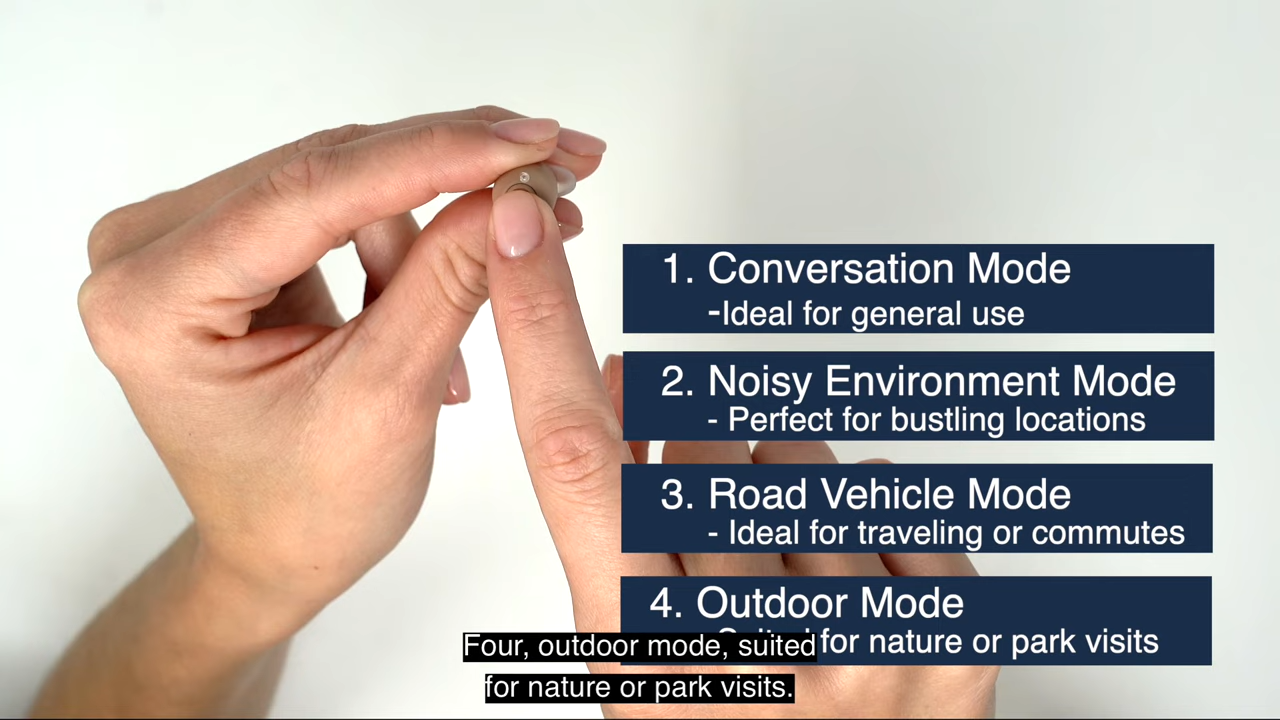 1. Conversation Mode
-Ideal for general use
2. Noisy Environment Mode
- Perfect for bustling locations
3. Road Vehicle Mode
- Ideal for traveling or commutes
4. Outdoor Mode
Suited for nature or park visits
Four, outdoor mode, suited
for nature or park visits.